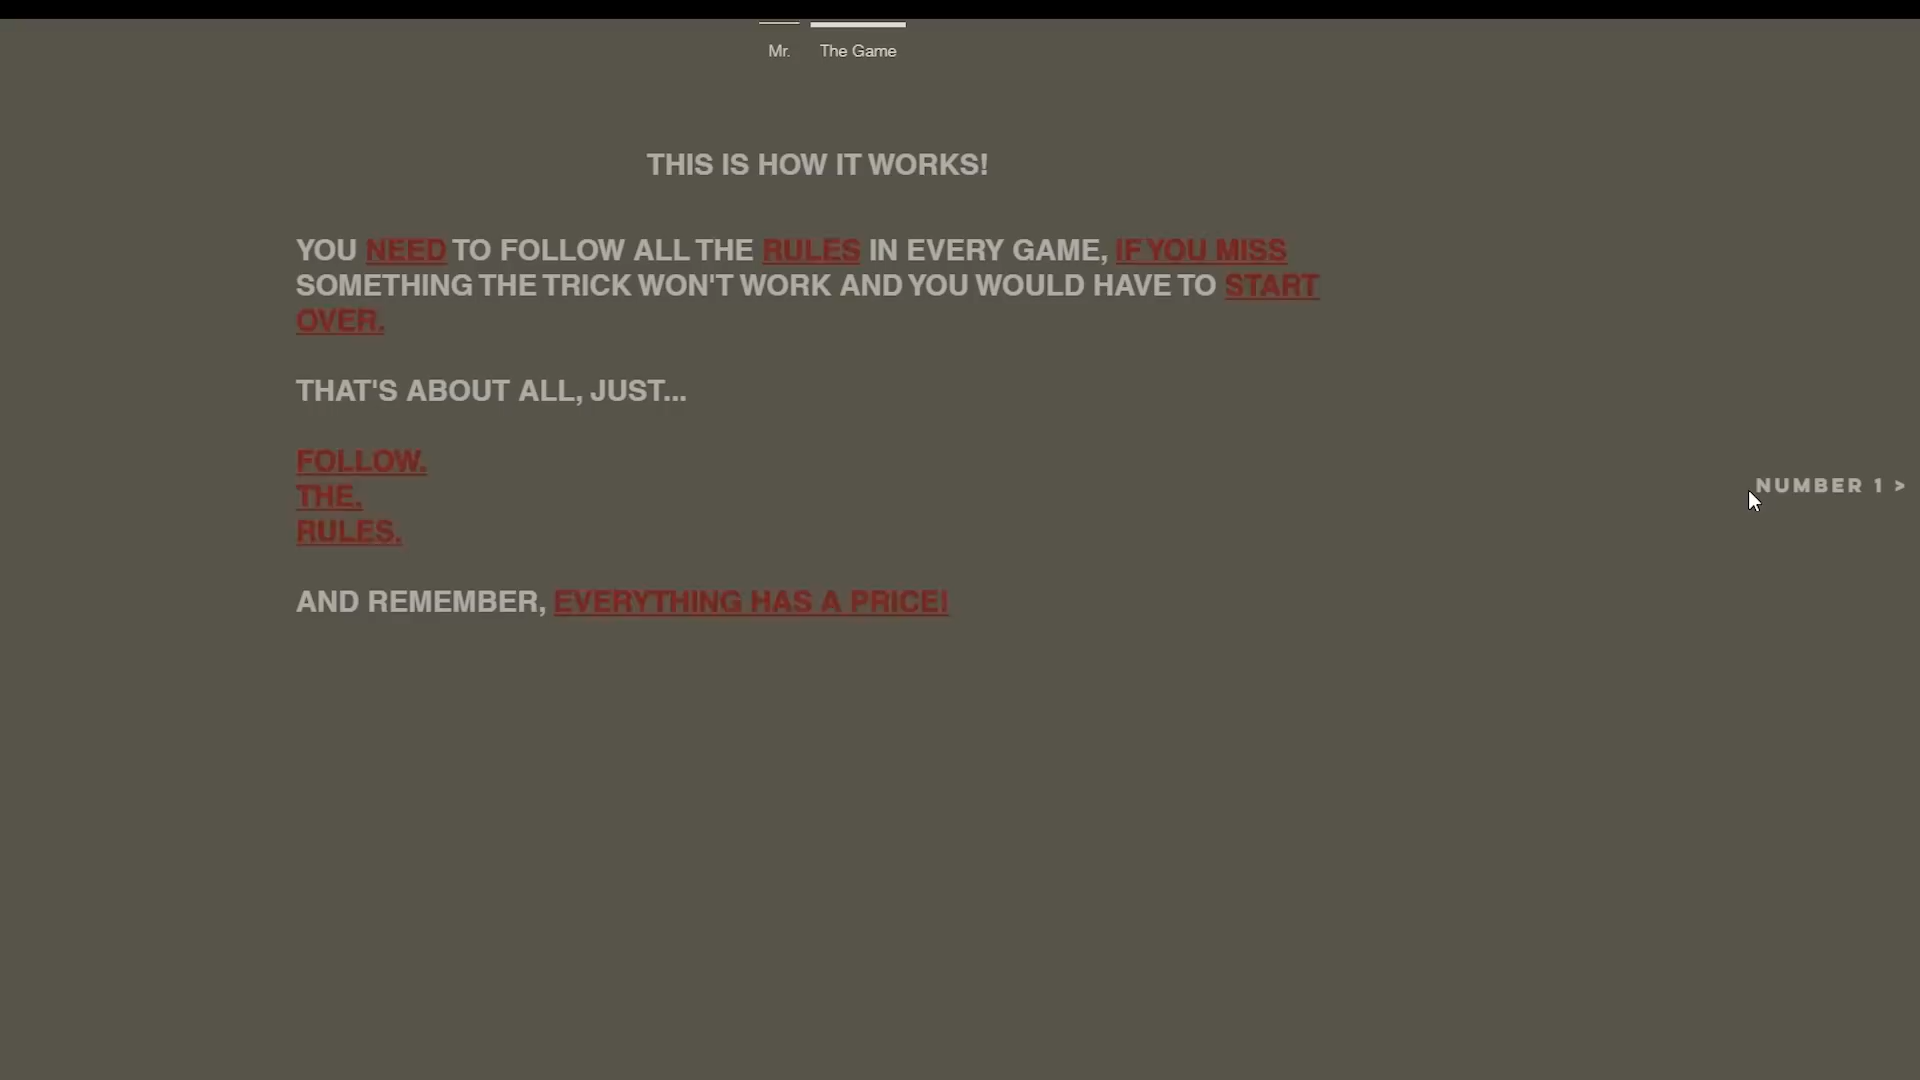 Mr. The Game
THIS IS HOW IT WORKS!
YOU NEED TO FOLLOW ALL THE RULES IN EVERY GAME, IF YOU MISS
SOMETHING THE TRICK WON'T WORK AND YOU WOULD HAVE TO START
OVER.
THAT'S ABOUT ALL, JUST...
FOLLOW.
THE.
RULES.
NUMBER 1 >
AND REMEMBER, EVERYTHING HAS A PRICE!